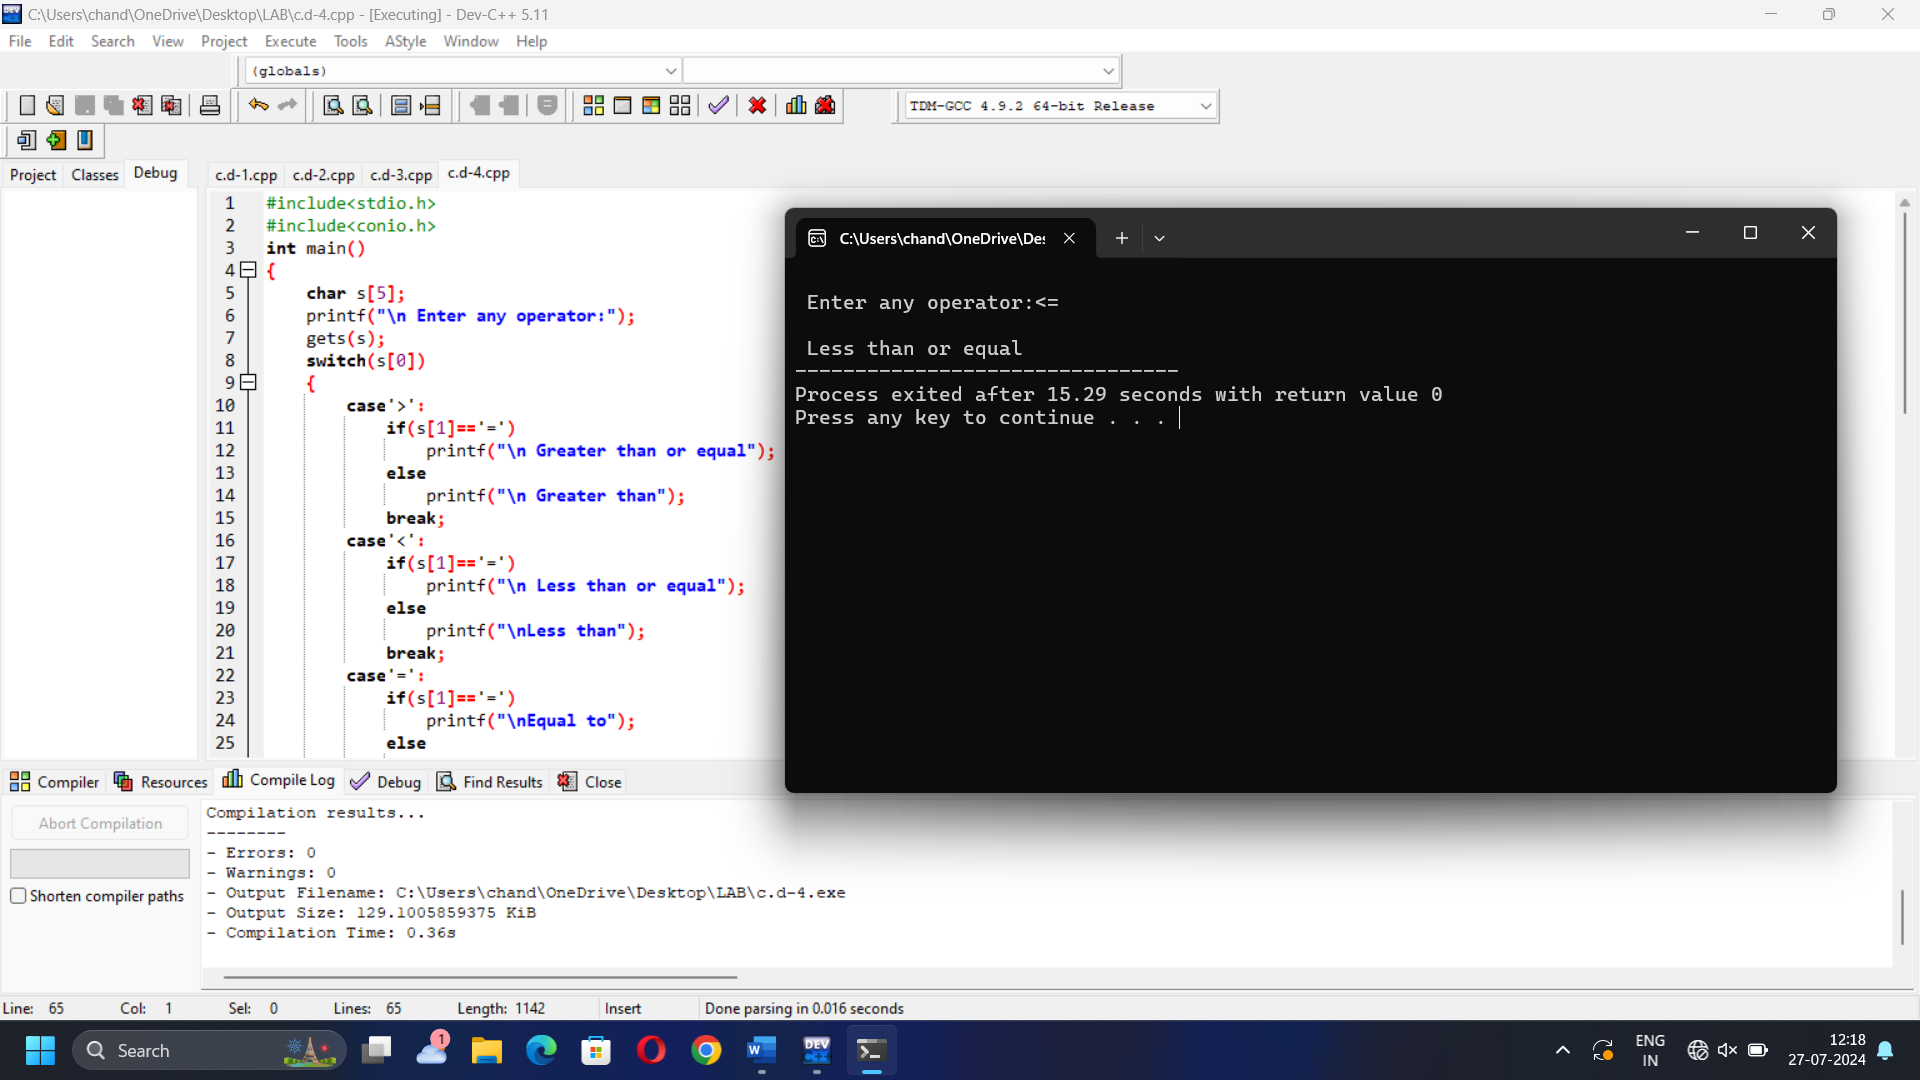 C:\Users\chand\OneDrive\Desktop\LAB\c.d-4.cpp - [Executing] - Dev-C++ 5.11
File Edit Search View Project Execute Tools AStyle Window Help
(globals)
TDM-GCC 4.9.2 64-bit Release
Project Classes Debug
c.d-1.cpp c.d-2.cpp c.d-3.cpp c.d-4.cpp
1 #include<stdio.h>
2 #include<conio.h>
3 int main()
4 {
5 char s[5];
6 printf("\n Enter any operator:");
7 gets(s);
8 switch(s[0])
9 {
10 case'>':
11 if(s[1]=='=')
12 printf("\n Greater than or equal");
13 else
14 printf("\n Greater than");
15 break;
16 case'<':
17 if(s[1]=='=')
18 printf("\n Less than or equal");
19 else
20 printf("\nLess than");
21 break;
22 case'=':
23 if(s[1]=='=')
24 printf("\nEqual to");
25 else
C:\Users\chand\OneDrive\Des
Enter any operator:<=
Less than or equal
--------------------------------
Process exited after 15.29 seconds with return value 0
Press any key to continue . . .
Compiler Resources Compile Log Debug Find Results Close
Abort Compilation
Shorten compiler paths
Compilation results...
--------
- Errors: 0
- Warnings: 0
- Output Filename: C:\Users\chand\OneDrive\Desktop\LAB\c.d-4.exe
- Output Size: 129.1005859375 KiB
- Compilation Time: 0.36s
Line: 65 Col: 1 Sel: 0 Lines: 65 Length: 1142 Insert Done parsing in 0.016 seconds
Search
1
W
DEV C++
ENG
IN
12:18
27-07-2024